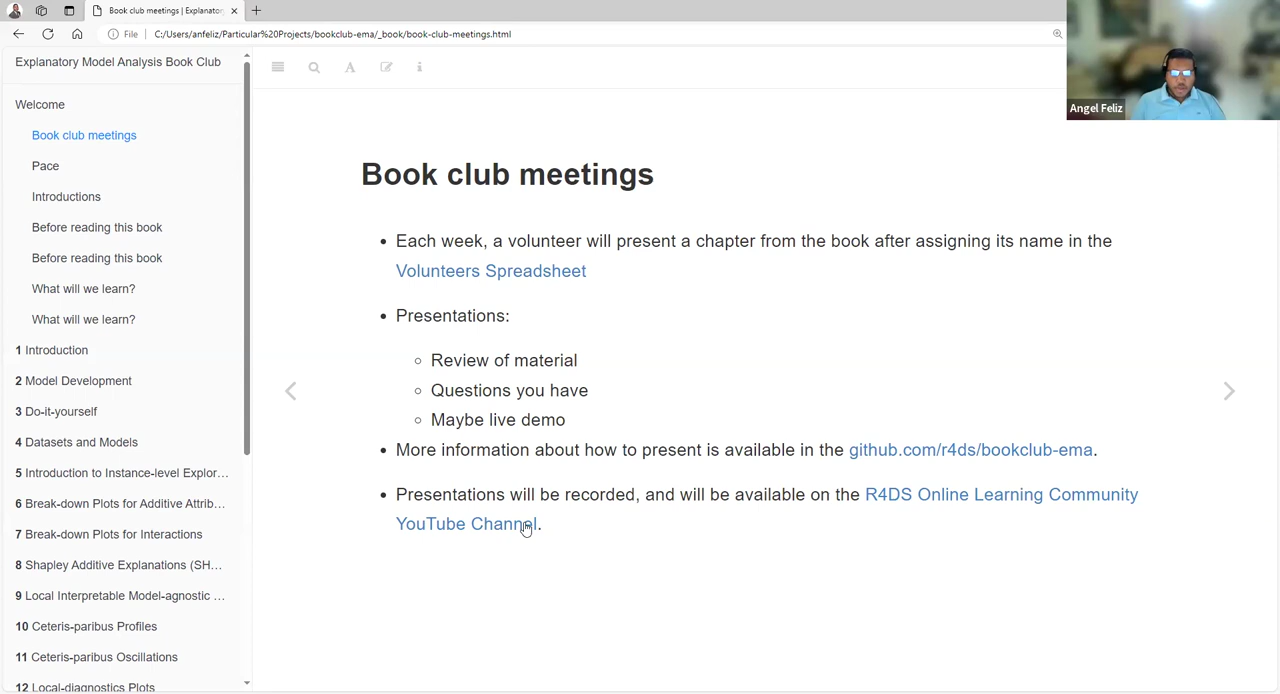 Book club meetings | Explanatory
File
C:/Users/anfeliz/Particular%20Projects/bookclub-ema/_book/book-club-meetings.html
Angel Feliz
Explanatory Model Analysis Book Club
Welcome
Book club meetings
Pace
Introductions
Before reading this book
Before reading this book
What will we learn?
What will we learn?
1 Introduction
2 Model Development
3 Do-it-yourself
4 Datasets and Models
5 Introduction to Instance-level Explor…
6 Break-down Plots for Additive Attrib…
7 Break-down Plots for Interactions
8 Shapley Additive Explanations (SH…
9 Local Interpretable Model-agnostic …
10 Ceteris-paribus Profiles
11 Ceteris-paribus Oscillations
12 Local-diagnostics Plots
Book club meetings
Each week, a volunteer will present a chapter from the book after assigning its name in the
Volunteers Spreadsheet
Presentations:
Review of material
Questions you have
Maybe live demo
More information about how to present is available in the github.com/r4ds/bookclub-ema.
Presentations will be recorded, and will be available on the R4DS Online Learning Community
YouTube Channel.